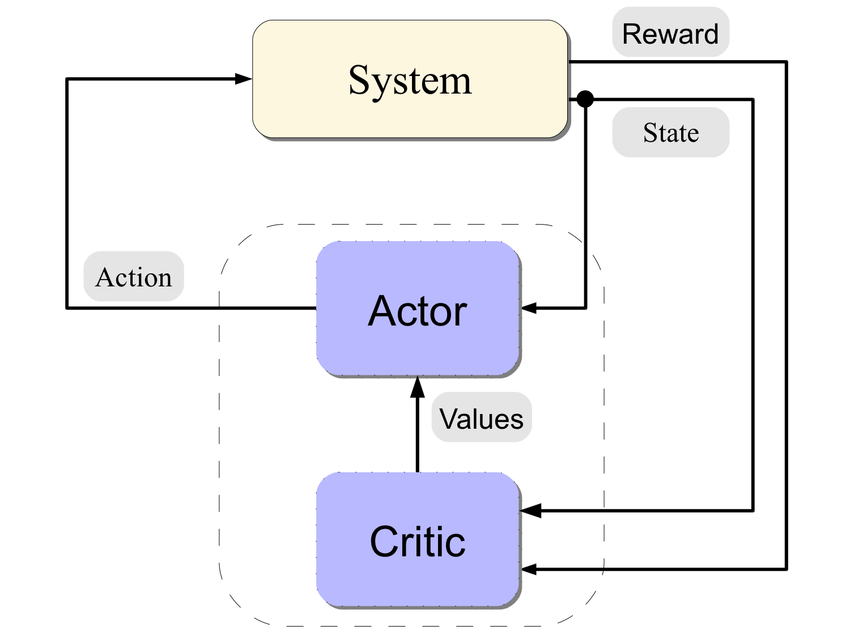 Reward
System
State
Action
Actor
Values
Critic